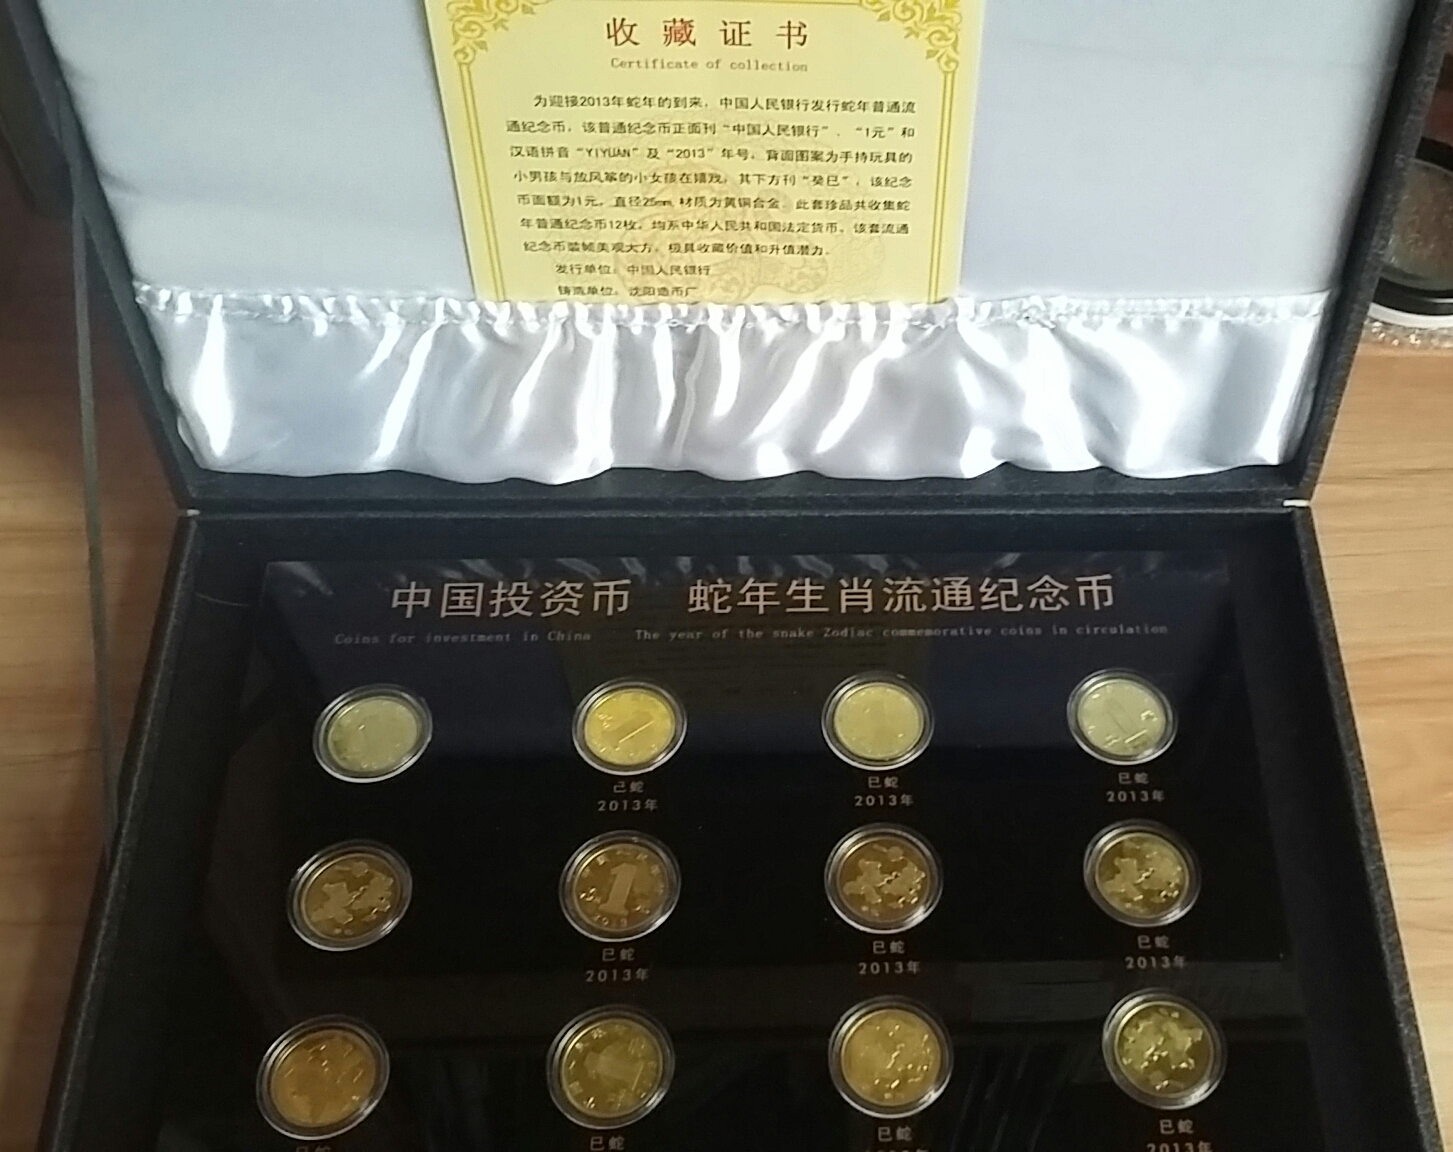 收藏证书
Certificate of collection
为迎接2013年蛇年的到来，中国人民银行发行蛇年普通流
通纪念币，该普通纪念币正面刊“中国人民银行”、“1元”和
汉语拼音“YIYUAN”及“2013”年号，背面图案为手持玩具的
小男孩与放风筝的小女孩在嬉戏，其下方刊“癸巳”，该纪念
币面额为1元，直径25mm，材质为黄铜合金，此套珍品共收集蛇
年普通纪念币12枚，均系中华人民共和国法定货币，该套流通
纪念币装帧美观大方，极具收藏价值和升值潜力。
发行单位：中国人民银行
铸造单位：沈阳造币厂
中国投资币 蛇年生肖流通纪念币
Coins for investment in China The year of the snake Zodiac commemorative coins in circulation
巳蛇 巳蛇 巳蛇
2013年 2013年 2013年
1
2013
巳蛇 巳蛇 巳蛇
2013年 2013年 2013年
巳蛇 巳蛇 巳蛇 巳蛇
2013年